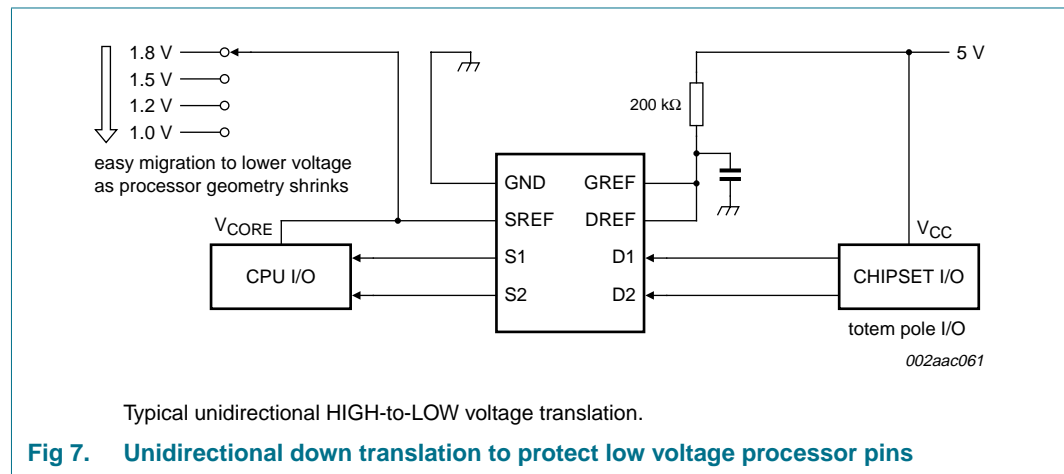 1.8 V
5 V
1.5 V
1.2 V
200 kΩ
1.0 V
easy migration to lower voltage
as processor geometry shrinks
GND
GREF
SREF
DREF
VCORE
VCC
S1
D1
CPU I/O
CHIPSET I/O
S2
D2
totem pole I/O
002aac061
Typical unidirectional HIGH-to-LOW voltage translation.
Fig 7. Unidirectional down translation to protect low voltage processor pins